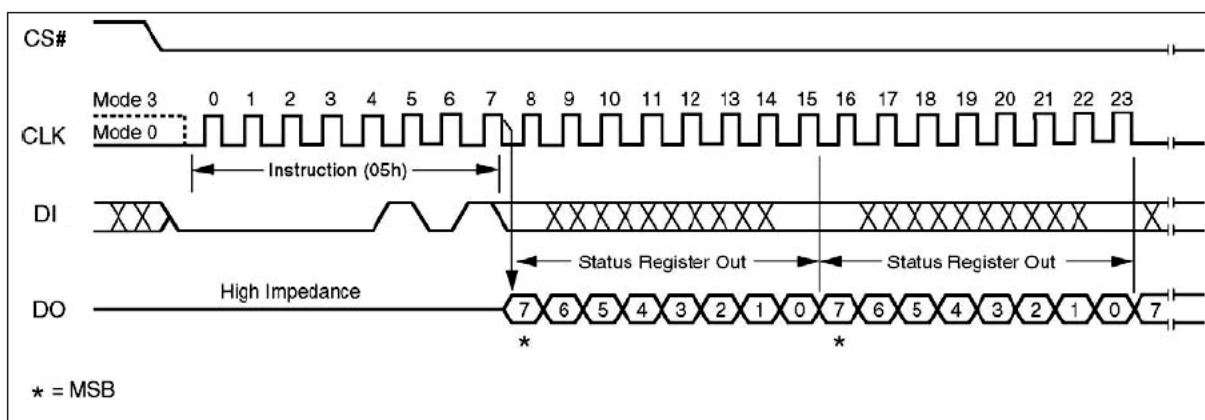 CS#
Mode 3 0 1 2 3 4 5 6 7 8 9 10 11 12 13 14 15 16 17 18 19 20 21 22 23
CLK Mode 0
Instruction (05h)
DI
Status Register Out Status Register Out
High Impedance
DO 7 6 5 4 3 2 1 0 7 6 5 4 3 2 1 0 7
* *
* = MSB